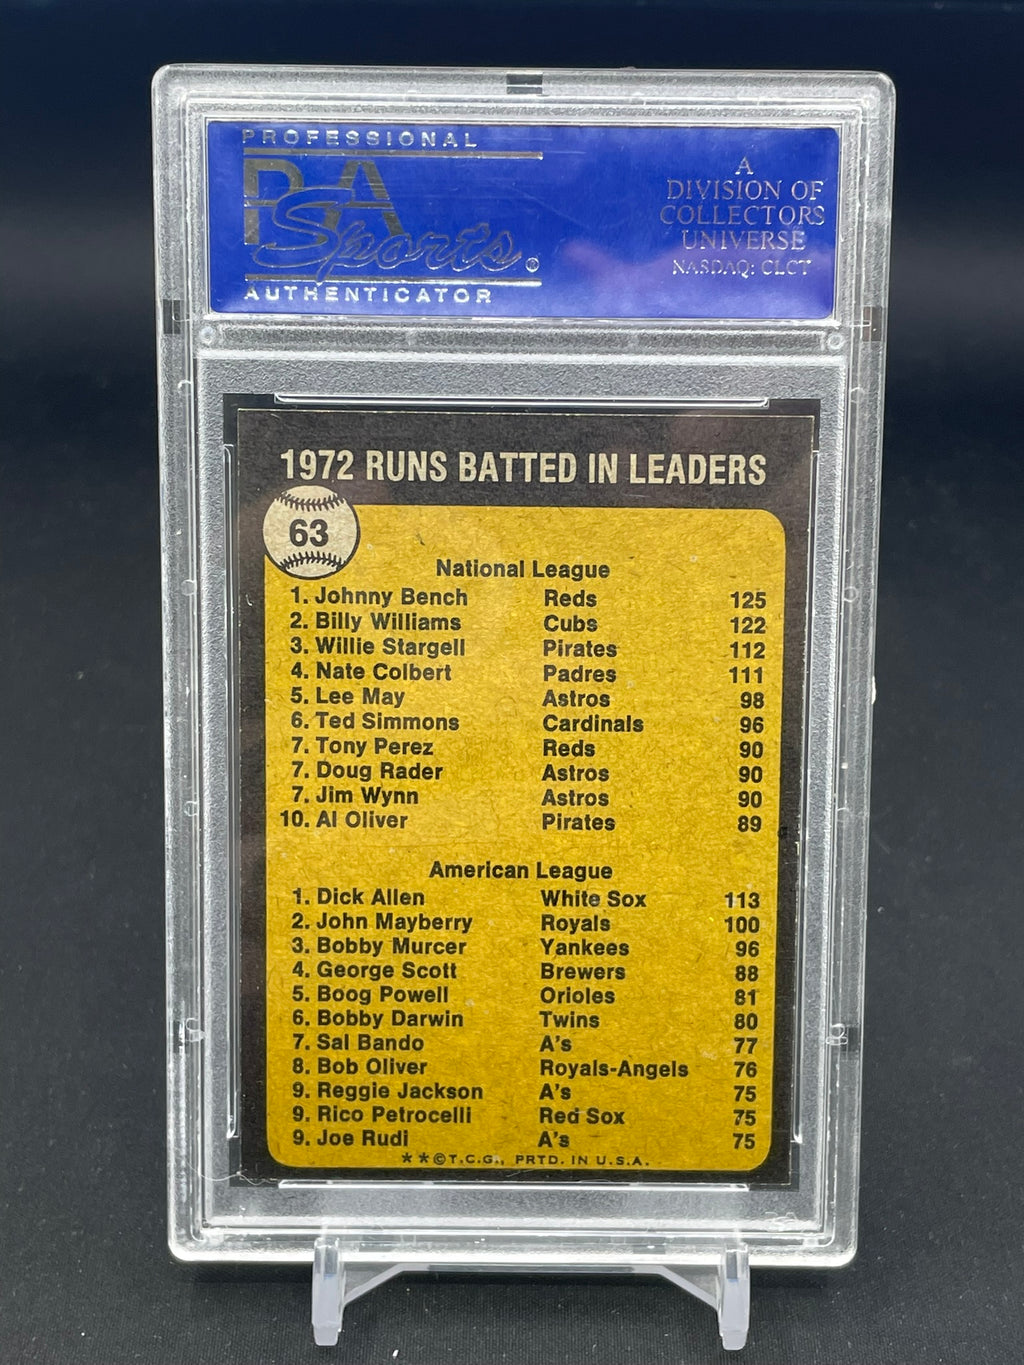 PROFESSIONAL
PSA
Sports®
AUTHENTICATOR
A
DIVISION OF
COLLECTORS
UNIVERSE
NASDAQ: CLCT
1972 RUNS BATTED IN LEADERS
63
National League
1. Johnny Bench Reds 125
2. Billy Williams Cubs 122
3. Willie Stargell Pirates 112
4. Nate Colbert Padres 111
5. Lee May Astros 98
6. Ted Simmons Cardinals 96
7. Tony Perez Reds 90
7. Doug Rader Astros 90
7. Jim Wynn Astros 90
10. Al Oliver Pirates 89
American League
1. Dick Allen White Sox 113
2. John Mayberry Royals 100
3. Bobby Murcer Yankees 96
4. George Scott Brewers 88
5. Boog Powell Orioles 81
6. Bobby Darwin Twins 80
7. Sal Bando A's 77
8. Bob Oliver Royals-Angels 76
9. Reggie Jackson A's 75
9. Rico Petrocelli Red Sox 75
9. Joe Rudi A's 75
★★©T.C.G., PRTD. IN U.S.A.